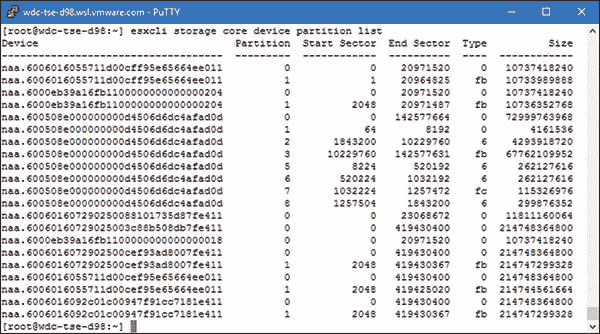 wdc-tse-d98.wsl.vmware.com - PuTTY
[root@wdc-tse-d98:~] esxcli storage core device partition list
Device Partition Start Sector End Sector Type Size
naa.6006016055711d00cff95e65664ee011 0 0 20971520 0 10737418240
naa.6006016055711d00cff95e65664ee011 1 1 20964825 fb 10733989888
naa.6000eb39a16fb1100000000000000204 0 0 20971520 0 10737418240
naa.6000eb39a16fb1100000000000000204 1 2048 20971487 fb 10736352768
naa.600508e000000000d4506d6dc4afad0d 0 0 142577664 0 72999763968
naa.600508e000000000d4506d6dc4afad0d 1 64 8192 0 4161536
naa.600508e000000000d4506d6dc4afad0d 2 1843200 10229760 6 4293918720
naa.600508e000000000d4506d6dc4afad0d 3 10229760 142577631 fb 67762109952
naa.600508e000000000d4506d6dc4afad0d 5 8224 520192 6 262127616
naa.600508e000000000d4506d6dc4afad0d 6 520224 1032192 6 262127616
naa.600508e000000000d4506d6dc4afad0d 7 1032224 1257472 fc 115326976
naa.600508e000000000d4506d6dc4afad0d 8 1257504 1843200 6 299876352
naa.60060160729025008810173​5d87fe411 0 0 23068672 0 11811160064
naa.60060160729025003c88b508db7fe411 0 0 419430400 0 214748364800
naa.6000eb39a16fb1100000000000000018 0 0 20971520 0 10737418240
naa.6006016072902500cef93ad8007fe411 0 0 419430400 0 214748364800
naa.6006016072902500cef93ad8007fe411 1 2048 419430367 fb 214747299328
naa.6006016055711d00cef95e65664ee011 0 0 419430400 0 214748364800
naa.6006016055711d00cef95e65664ee011 1 2048 419425020 fb 214744561664
naa.6006016092c01c00947f91cc7181e411 0 0 419430400 0 214748364800
naa.6006016092c01c00947f91cc7181e411 1 2048 419430367 fb 214747299328
[root@wdc-tse-d98:~]